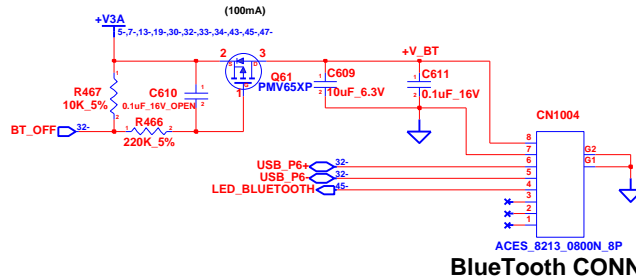 (100mA)
+V3A
5-,7-,13-,19-,30-,32-,33-,34-,43-,45-,47-
2 3
+V_BT
R467
10K_5%
C610
0.1uF_16V_OPEN
Q61
PMV65XP
C609
10uF_6.3V
C611
0.1uF_16V
CN1004
BT_OFF 32-
R466
220K_5%
8
7
USB_P6+ 32- 6
USB_P6- 32- 5
LED_BLUETOOTH 45- 4
3
2
1
G2
G1
ACES_8213_0800N_8P
BlueTooth CONN